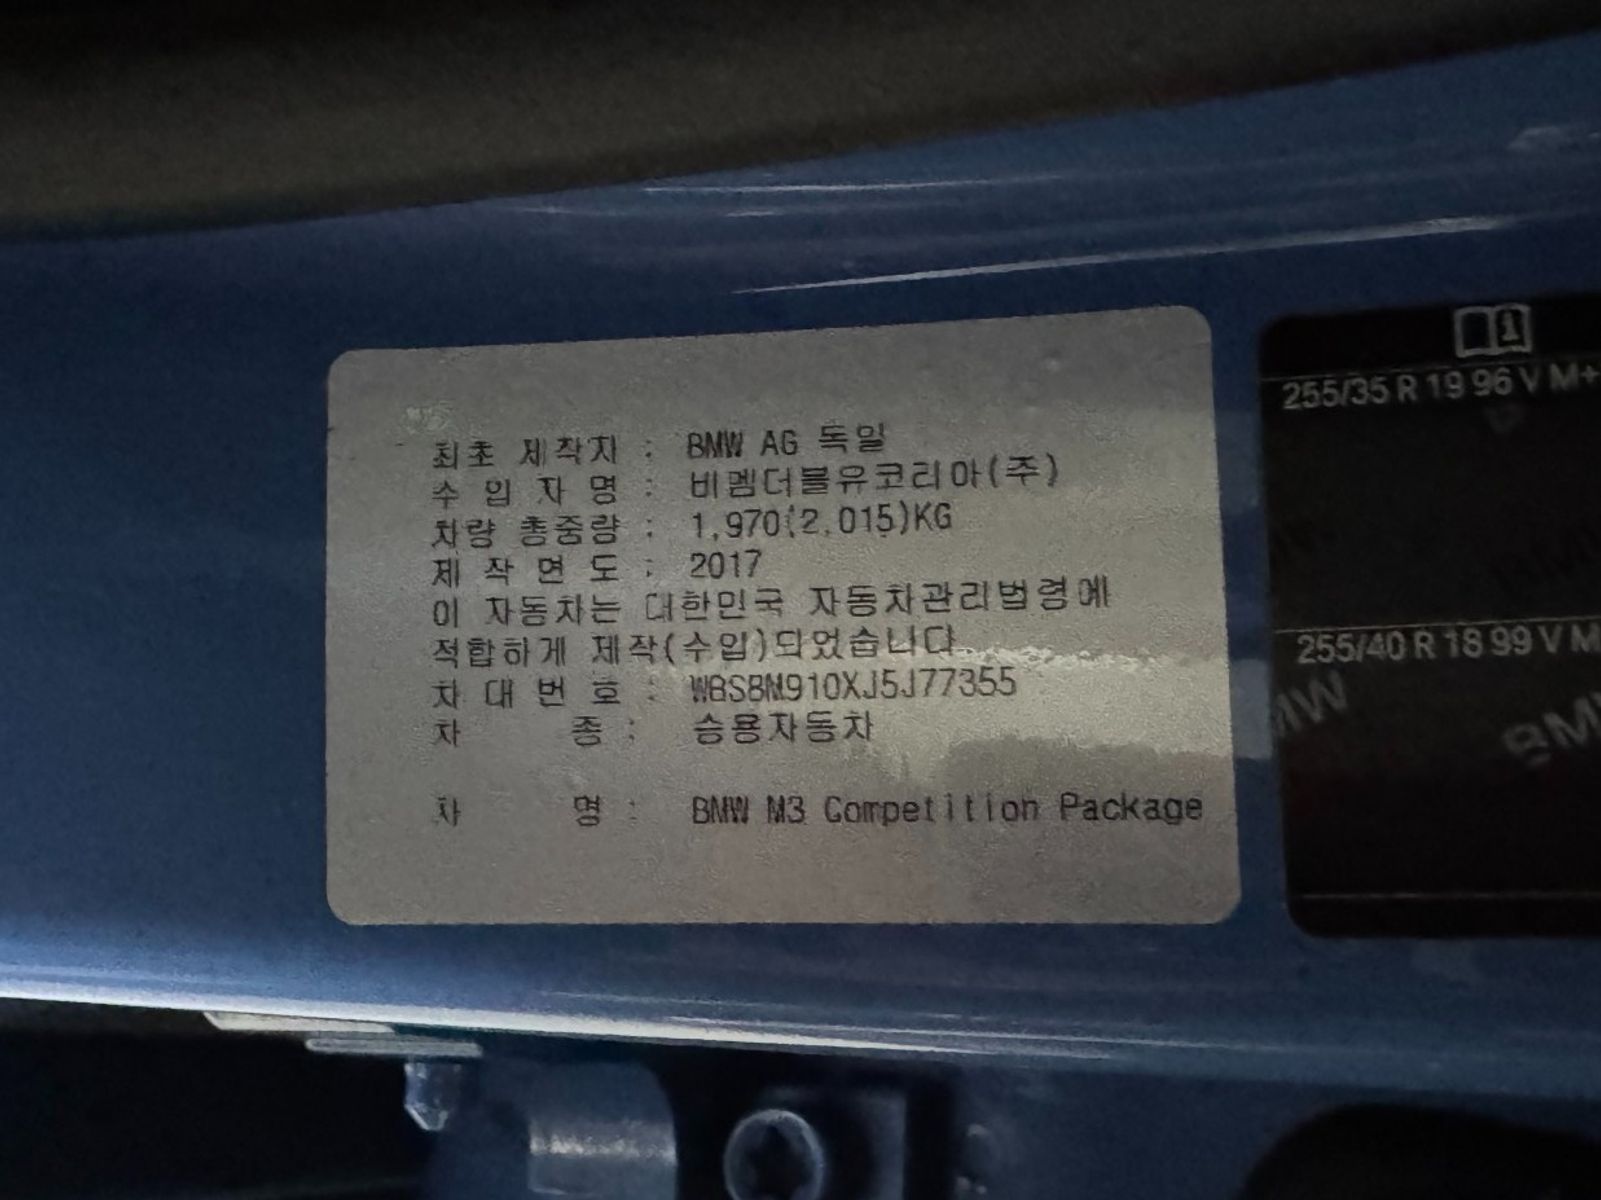 최초 제작자 : BMW AG 독일
수 입 자 명 : 비엠더블유코리아(주)
차량 총중량 : 1,970(2,015)KG
제 작 연 도 : 2017
이 자동차는 대한민국 자동차관리법령에
적합하게 제작(수입)되었습니다
차 대 번 호 : WBS8M910XJ5J77355
차 종 : 승용자동차
차 명 : BMW M3 Competition Package
255/35 R 19 96 V M+
255/40 R 18 99 V M
BMW